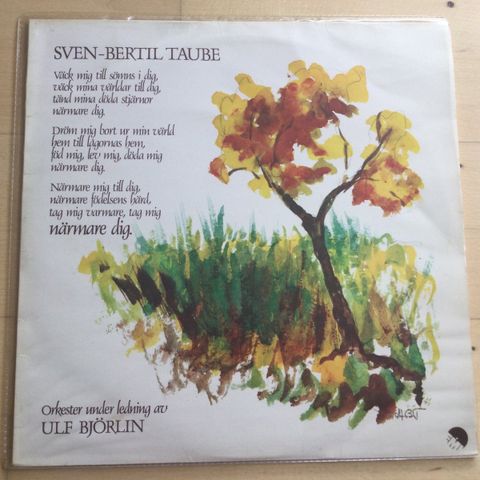 SVEN-BERTIL TAUBE
Väck mig till sömns i dig,
väck mina världar till dig,
tänd mina döda stjärnor
närmare dig.
Dröm mig bort ur min värld
hem till lågornas hem,
föd mig, lev mig, döda mig
närmare dig.
Närmare mig till dig,
närmare födelsens härd,
tag mig varmare, tag mig
närmare dig.
Orkester under ledning av
ULF BJÖRLIN